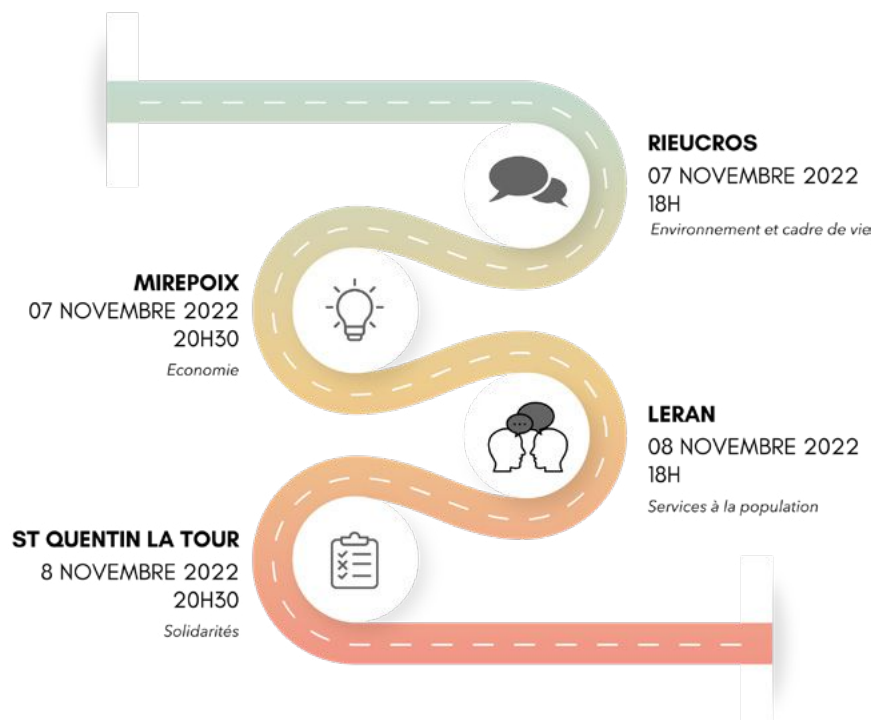 RIEUCROS
07 NOVEMBRE 2022
18H
Environnement et cadre de vie
MIREPOIX
07 NOVEMBRE 2022
20H30
Economie
LERAN
08 NOVEMBRE 2022
18H
Services à la population
ST QUENTIN LA TOUR
8 NOVEMBRE 2022
20H30
Solidarités